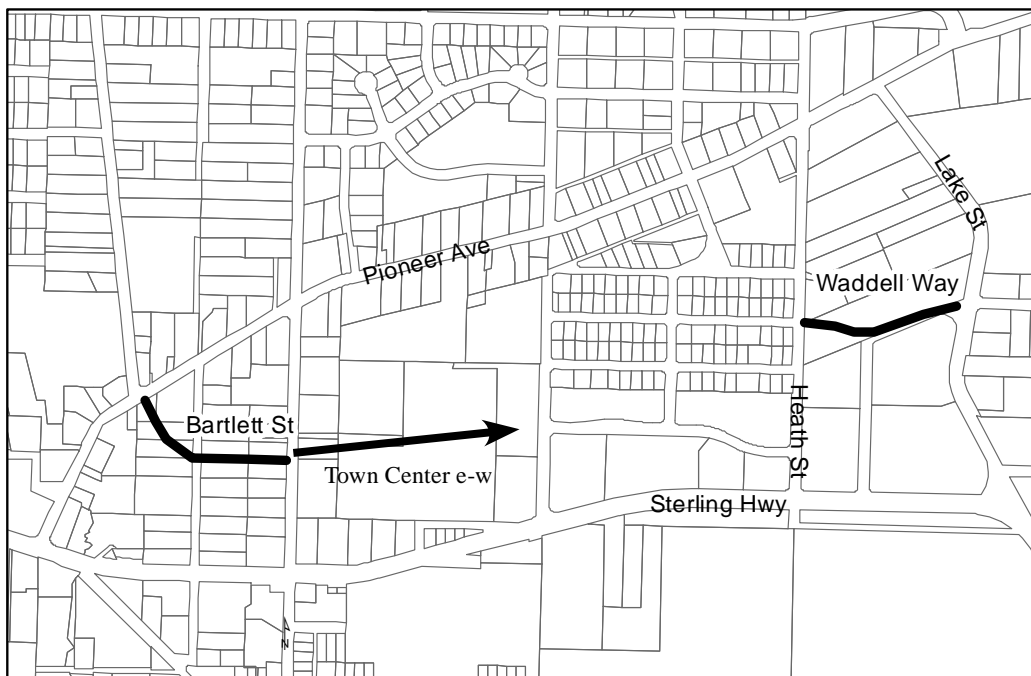 Lake St
Pioneer Ave
Waddell Way
Heath St
Bartlett St
Town Center e-w
Sterling Hwy
N